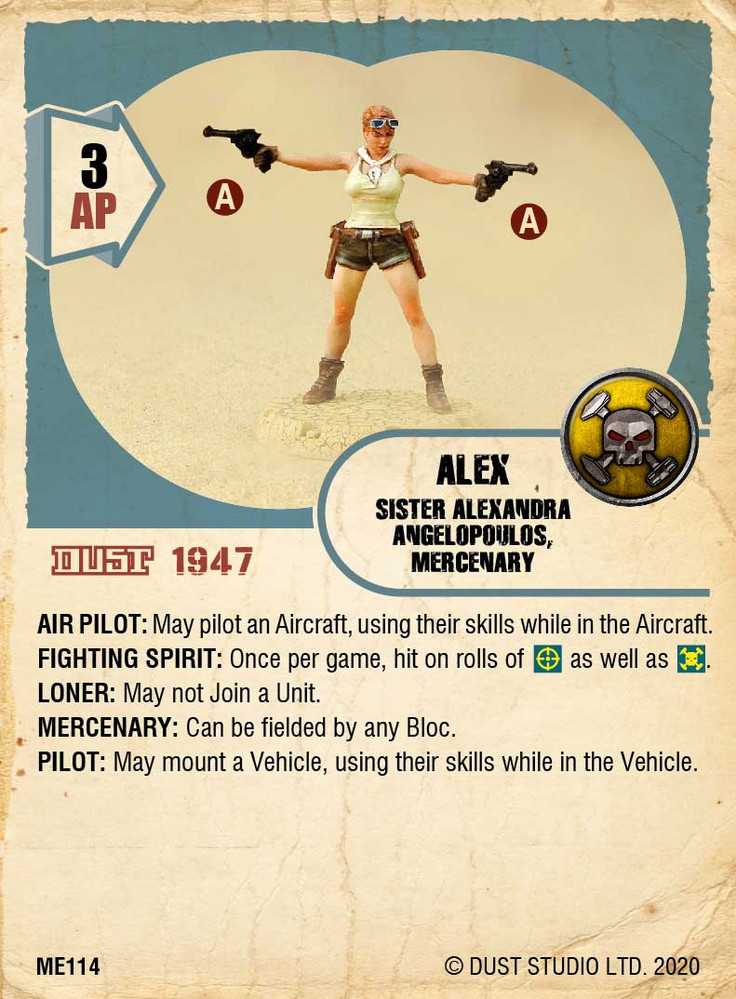 3
AP
A
A
ALEX
SISTER ALEXANDRA
ANGELOPOULOS,
MERCENARY
DUST 1947
AIR PILOT: May pilot an Aircraft, using their skills while in the Aircraft.
FIGHTING SPIRIT: Once per game, hit on rolls of as well as .
LONER: May not Join a Unit.
MERCENARY: Can be fielded by any Bloc.
PILOT: May mount a Vehicle, using their skills while in the Vehicle.
ME114
© DUST STUDIO LTD. 2020